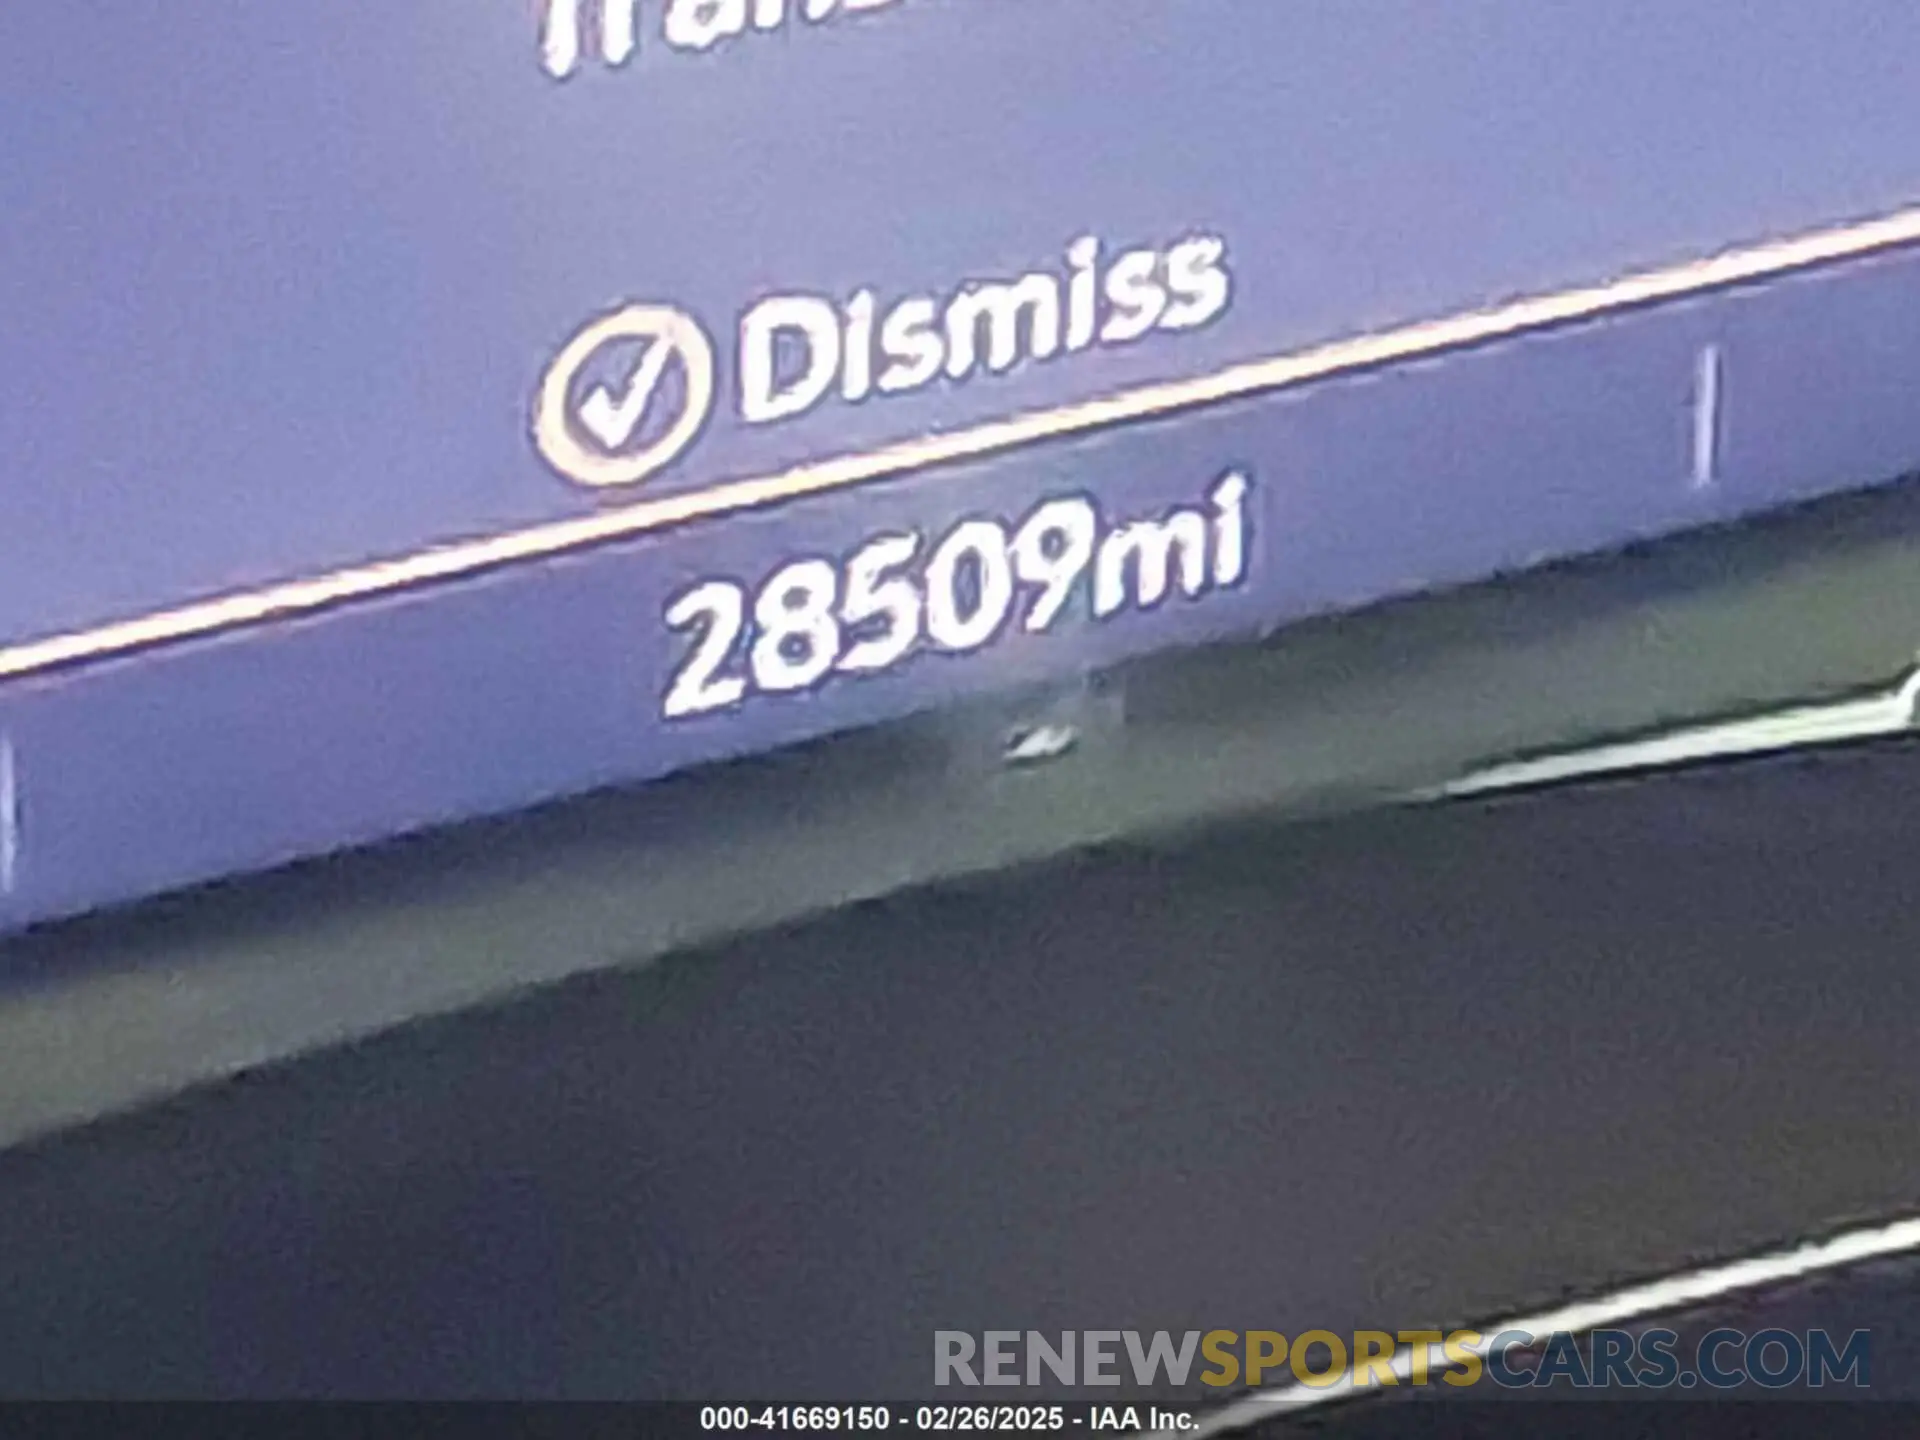 Dismiss
28509mi
RENEWSPORTSCARS.COM
000-41669150 - 02/26/2025 - IAA Inc.